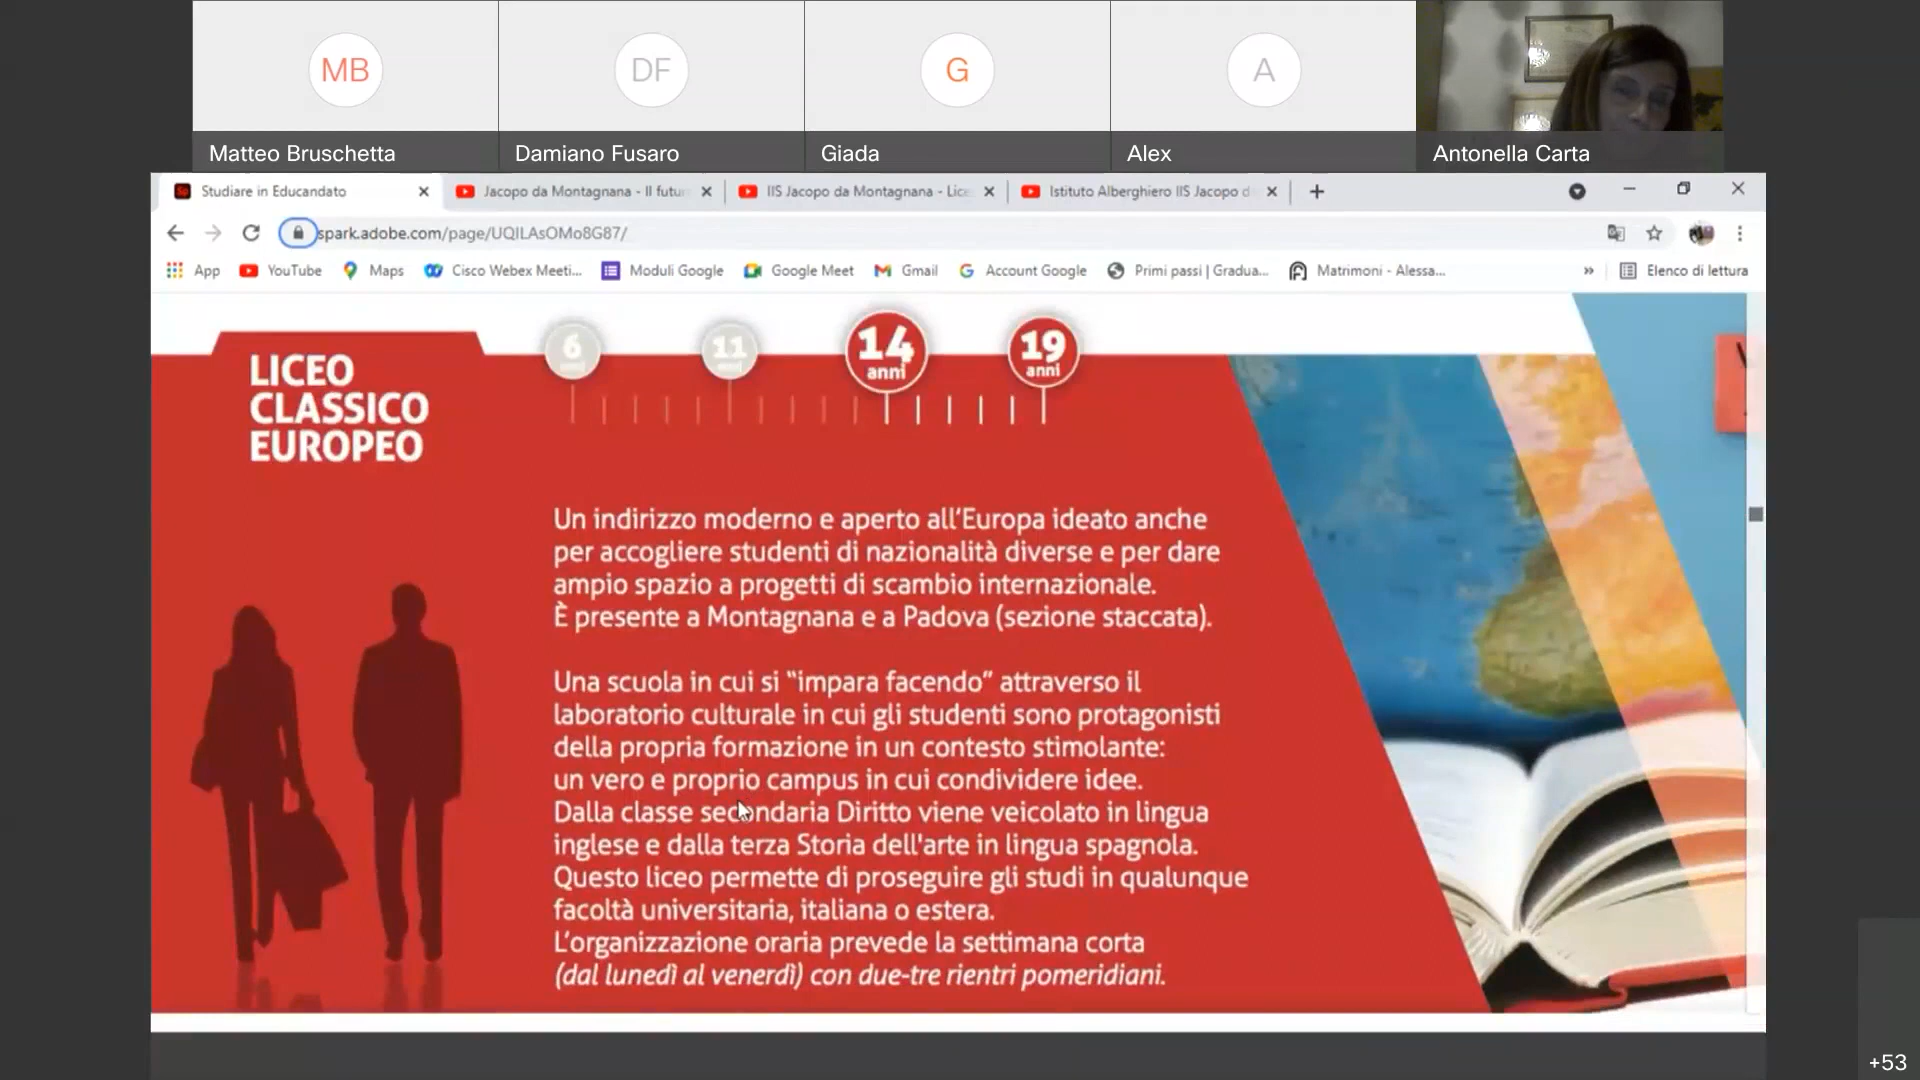 MB
DF
G
A
Matteo Bruschetta
Damiano Fusaro
Giada
Alex
Antonella Carta
Studiare in Educandato
Jacopo da Montagnana - Il futu
IIS Jacopo da Montagnana - Lice
Istituto Alberghiero IIS Jacopo d
spark.adobe.com/page/UQILAsOMo8G87/
App
YouTube
Maps
Cisco Webex Meeti...
Moduli Google
Google Meet
Gmail
Account Google
Primi passi | Gradua...
Matrimoni - Alessa...
»
Elenco di lettura
6
11
14
anni
19
anni
LICEO
CLASSICO
EUROPEO
Un indirizzo moderno e aperto all'Europa ideato anche
per accogliere studenti di nazionalità diverse e per dare
ampio spazio a progetti di scambio internazionale.
È presente a Montagnana e a Padova (sezione staccata).
Una scuola in cui si "impara facendo" attraverso il
laboratorio culturale in cui gli studenti sono protagonisti
della propria formazione in un contesto stimolante:
un vero e proprio campus in cui condividere idee.
Dalla classe secondaria Diritto viene veicolato in lingua
inglese e dalla terza Storia dell'arte in lingua spagnola.
Questo liceo permette di proseguire gli studi in qualunque
facoltà universitaria, italiana o estera.
L'organizzazione oraria prevede la settimana corta
(dal lunedì al venerdì) con due-tre rientri pomeridiani.
+53